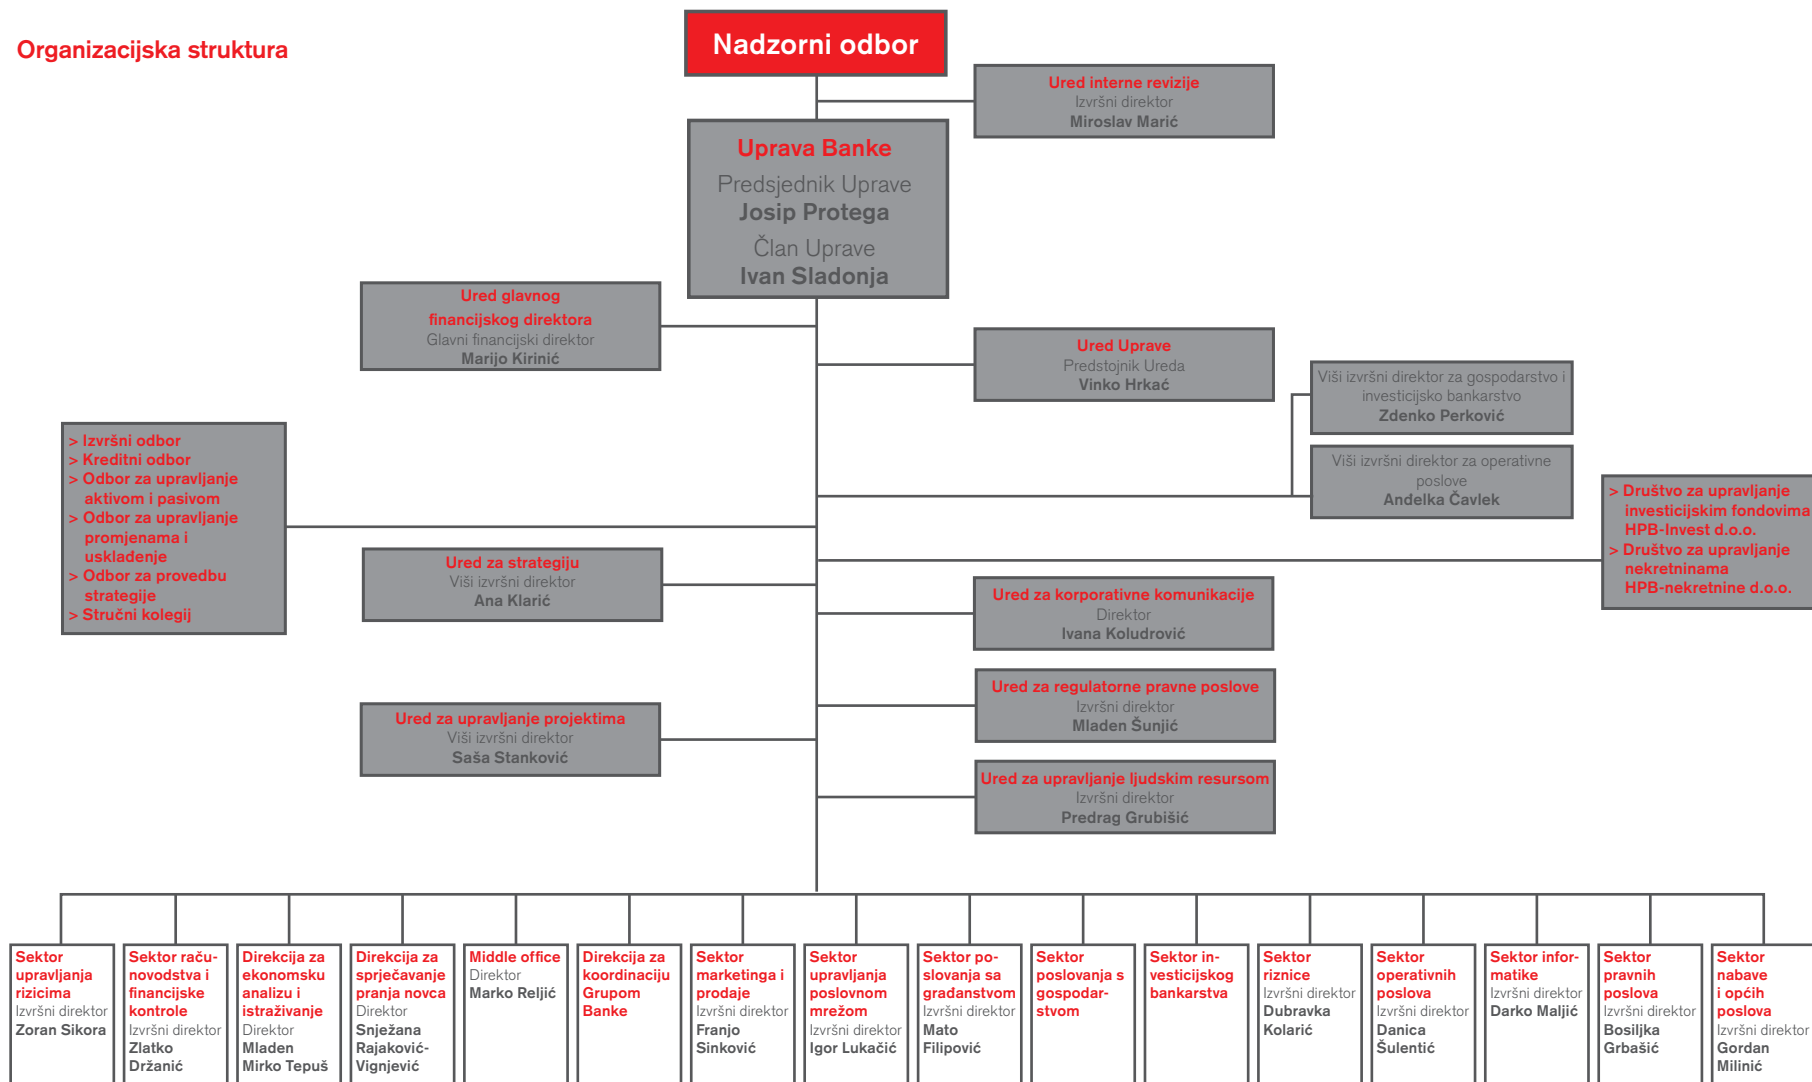 Organizacijska struktura
Nadzorni odbor
Ured interne revizije
Izvršni direktor
Miroslav Marić
Uprava Banke
Predsjednik Uprave
Josip Protega
Član Uprave
Ivan Sladonja
Ured glavnog
financijskog direktora
Glavni financijski direktor
Marijo Kirinić
Ured Uprave
Predstojnik Ureda
Vinko Hrkać
Viši izvršni direktor za gospodarstvo i
investicijsko bankarstvo
Zdenko Perković
Viši izvršni direktor za operativne
poslove
Anđelka Čavlek
> Izvršni odbor
> Kreditni odbor
> Odbor za upravljanje
aktivom i pasivom
> Odbor za upravljanje
promjenama i
usklađenje
> Odbor za provedbu
strategije
> Stručni kolegij
> Društvo za upravljanje
investicijskim fondovima
HPB-Invest d.o.o.
> Društvo za upravljanje
nekretninama
HPB-nekretnine d.o.o.
Ured za strategiju
Viši izvršni direktor
Ana Klarić
Ured za korporativne komunikacije
Direktor
Ivana Koludrović
Ured za regulatorne pravne poslove
Izvršni direktor
Mladen Šunjić
Ured za upravljanje projektima
Viši izvršni direktor
Saša Stanković
Ured za upravljanje ljudskim resursom
Izvršni direktor
Predrag Grubišić
Sektor
upravljanja
rizicima
Izvršni direktor
Zoran Sikora
Sektor raču-
novodstva i
financijske
kontrole
Izvršni direktor
Zlatko
Držanić
Direkcija za
ekonomsku
analizu i
istraživanje
Direktor
Mladen
Mirko Tepuš
Direkcija za
sprječavanje
pranja novca
Direktor
Snježana
Rajaković-
Vignjević
Middle office
Direktor
Marko Reljić
Direkcija za
koordinaciju
Grupom
Banke
Sektor
marketinga i
prodaje
Izvršni direktor
Franjo
Sinković
Sektor
upravljanja
poslovnom
mrežom
Izvršni direktor
Igor Lukačić
Sektor po-
slovanja sa
građanstvom
Izvršni direktor
Mato
Filipović
Sektor
poslovanja s
gospodar-
stvom
Sektor in-
vesticijskog
bankarstva
Sektor
riznice
Izvršni direktor
Dubravka
Kolarić
Sektor
operativnih
poslova
Izvršni direktor
Danica
Šulentić
Sektor infor-
matike
Izvršni direktor
Darko Maljić
Sektor
pravnih
poslova
Izvršni direktor
Bosiljka
Grbašić
Sektor
nabave
i općih
poslova
Izvršni direktor
Gordan
Milinić